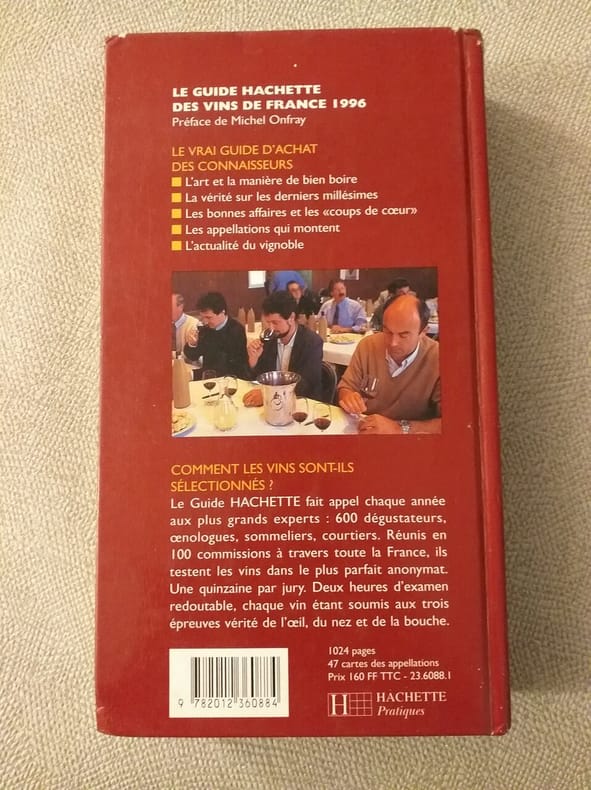 LE GUIDE HACHETTE
DES VINS DE FRANCE 1996
Préface de Michel Onfray
LE VRAI GUIDE D'ACHAT
DES CONNAISSEURS
L'art et la manière de bien boire
La vérité sur les derniers millésimes
Les bonnes affaires et les «coups de cœur»
Les appellations qui montent
L'actualité du vignoble
COMMENT LES VINS SONT-ILS
SÉLECTIONNÉS ?
Le Guide HACHETTE fait appel chaque année
aux plus grands experts : 600 dégustateurs,
œnologues, sommeliers, courtiers. Réunis en
100 commissions à travers toute la France, ils
testent les vins dans le plus parfait anonymat.
Une quinzaine par jury. Deux heures d'examen
redoutable, chaque vin étant soumis aux trois
épreuves vérité de l'œil, du nez et de la bouche.
1024 pages
47 cartes des appellations
Prix 160 FF TTC - 23.6088.1
H HACHETTE
Pratiques
9 782012 360884